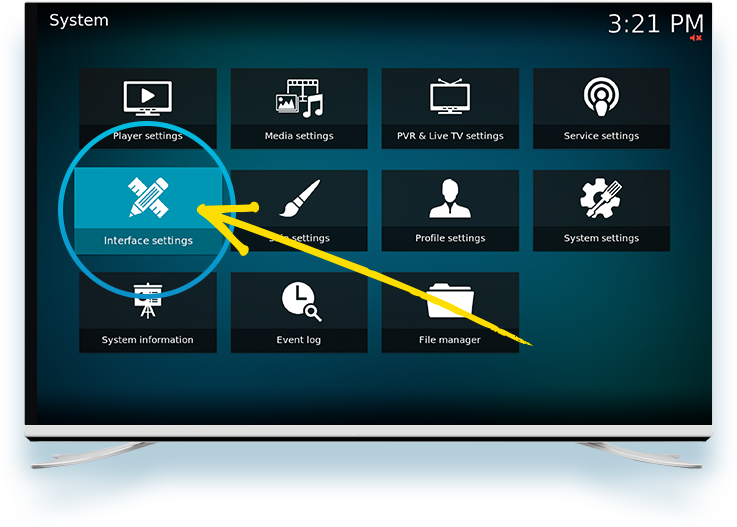 System
3:21 PM
Player settings
Media settings
PVR & Live TV settings
Service settings
Interface settings
settings
Profile settings
System settings
System information
Event log
File manager